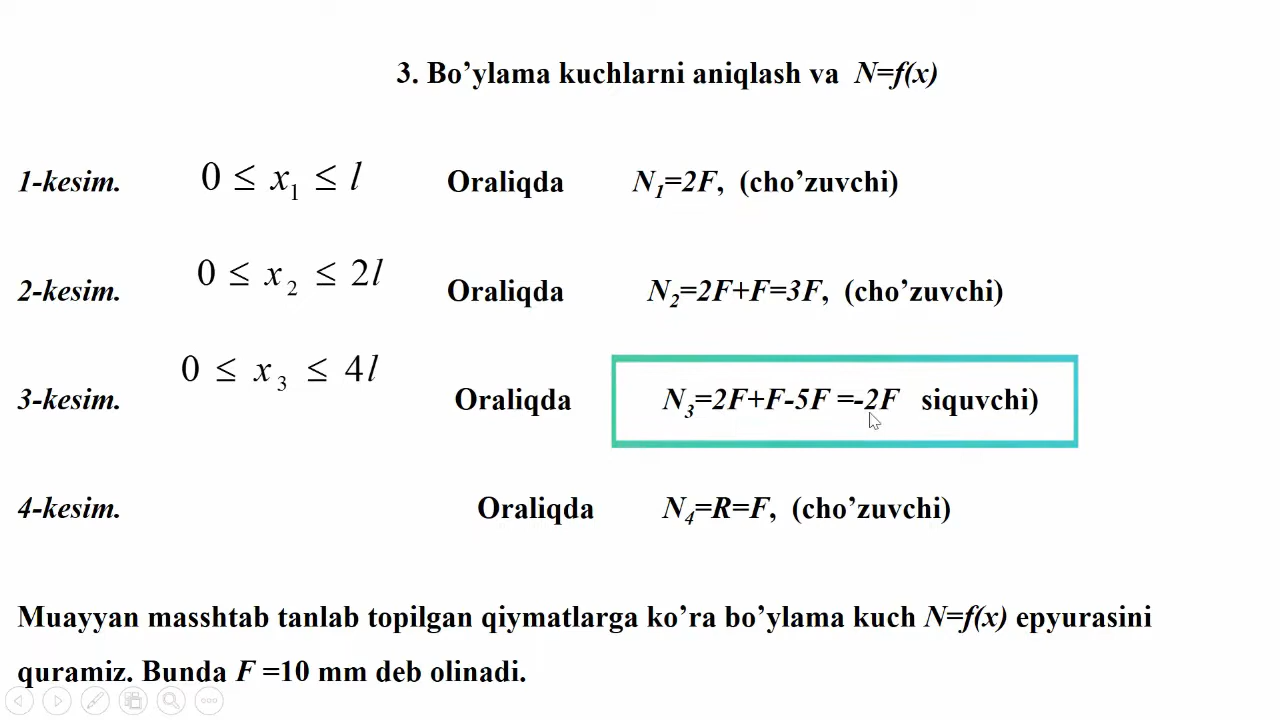 3. Bo’ylama kuchlarni aniqlash va N=f(x)
1-kesim. 0 ≤ x₁ ≤ l Oraliqda N₁=2F, (cho’zuvchi)
2-kesim. 0 ≤ x₂ ≤ 2l Oraliqda N₂=2F+F=3F, (cho’zuvchi)
3-kesim. 0 ≤ x₃ ≤ 4l Oraliqda N₃=2F+F-5F =-2F siquvchi)
4-kesim. Oraliqda N₄=R=F, (cho’zuvchi)
Muayyan masshtab tanlab topilgan qiymatlarga ko’ra bo’ylama kuch N=f(x) epyurasini
quramiz. Bunda F =10 mm deb olinadi.